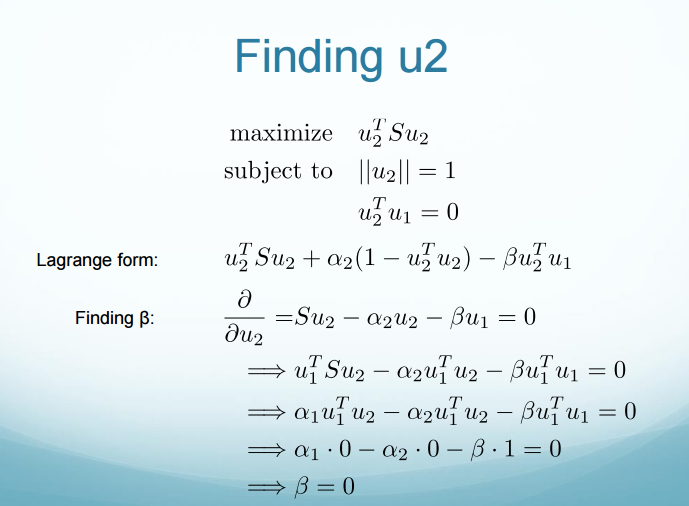 Finding u2
maximize $u_2^T S u_2$
subject to $||u_2|| = 1$
$u_2^T u_1 = 0$
Lagrange form: $u_2^T S u_2 + \alpha_2(1 - u_2^T u_2) - \beta u_2^T u_1$
Finding β: $\frac{\partial}{\partial u_2} = S u_2 - \alpha_2 u_2 - \beta u_1 = 0$
$\Longrightarrow u_1^T S u_2 - \alpha_2 u_1^T u_2 - \beta u_1^T u_1 = 0$
$\Longrightarrow \alpha_1 u_1^T u_2 - \alpha_2 u_1^T u_2 - \beta u_1^T u_1 = 0$
$\Longrightarrow \alpha_1 \cdot 0 - \alpha_2 \cdot 0 - \beta \cdot 1 = 0$
$\Longrightarrow \beta = 0$